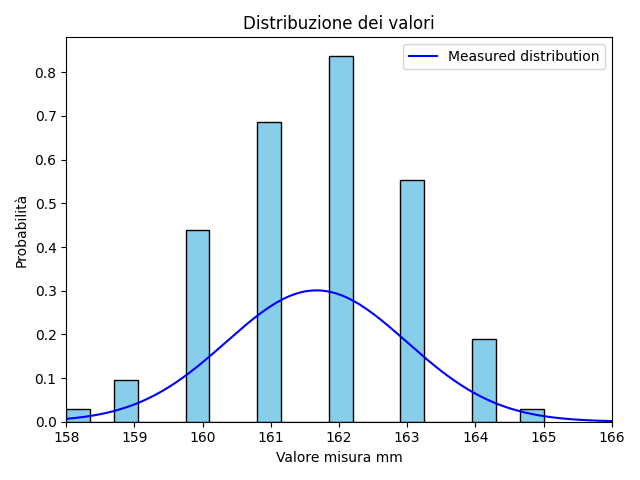 Distribuzione dei valori
Measured distribution
Probabilità
0.8
0.7
0.6
0.5
0.4
0.3
0.2
0.1
0.0
158 159 160 161 162 163 164 165 166
Valore misura mm